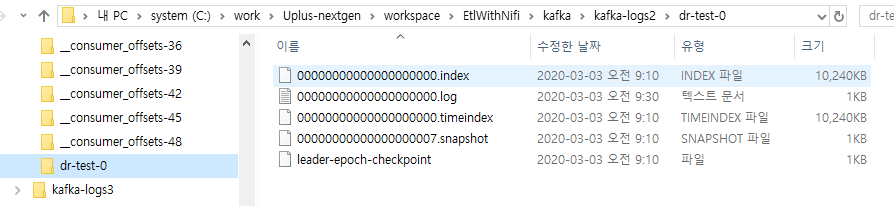 내 PC > system (C:) > work > Uplus-nextgen > workspace > EtlWithNifi > kafka > kafka-logs2 > dr-test-0
dr-te
__consumer_offsets-36
__consumer_offsets-39
__consumer_offsets-42
__consumer_offsets-45
__consumer_offsets-48
dr-test-0
kafka-logs3
이름 수정한 날짜 유형 크기
00000000000000000000.index 2020-03-03 오전 9:10 INDEX 파일 10,240KB
00000000000000000000.log 2020-03-03 오전 9:30 텍스트 문서 1KB
00000000000000000000.timeindex 2020-03-03 오전 9:10 TIMEINDEX 파일 10,240KB
00000000000000000007.snapshot 2020-03-03 오전 9:10 SNAPSHOT 파일 1KB
leader-epoch-checkpoint 2020-03-03 오전 9:10 파일 1KB